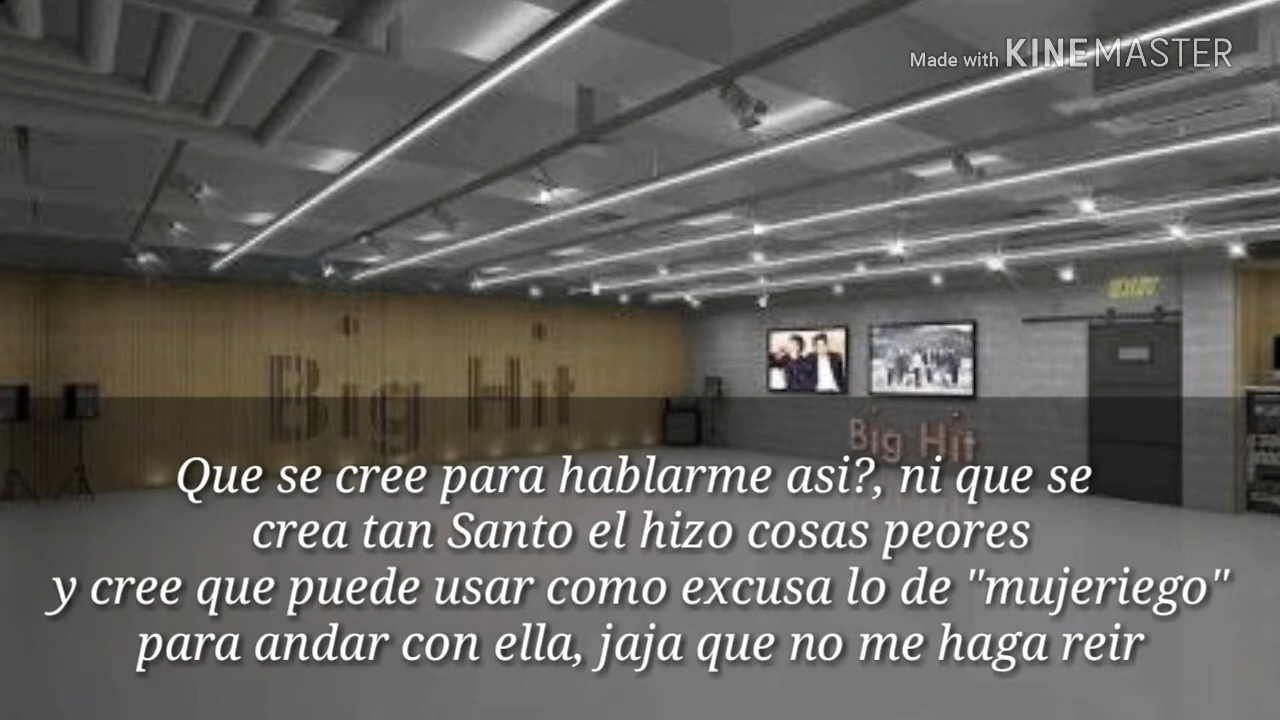 Made with KINEMASTER
Big Hit
Big Hit
Que se cree para hablarme asi?, ni que se
crea tan Santo el hizo cosas peores
y cree que puede usar como excusa lo de "mujeriego"
para andar con ella, jaja que no me haga reir